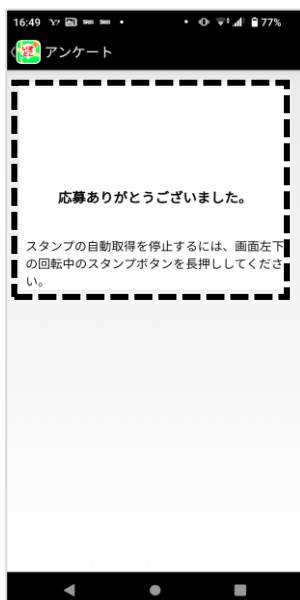 16:49
77%
アンケート
応募ありがとうございました。
スタンプの自動取得を停止するには、画面左下
の回転中のスタンプボタンを長押ししてくださ
い。